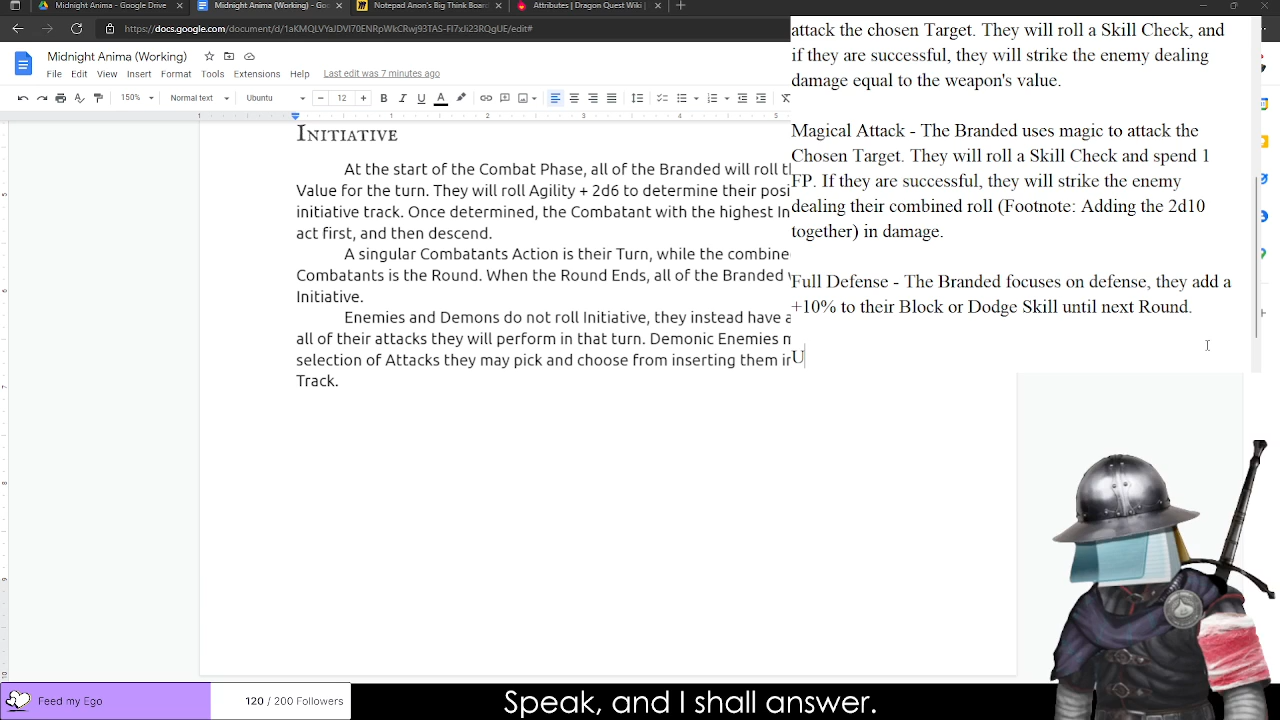 Midnight Anima - Google Drive
Midnight Anima (Working) - Goo
Notepad Anon's Big Think Board
Attributes | Dragon Quest Wiki |
https://docs.google.com/document/d/1aKMQLVYaJDVl70ENRpWkCRwj93TAS-FI7xJi23RQgUE/edit#
Midnight Anima (Working)
File Edit View Insert Format Tools Extensions Help Last edit was 7 minutes ago
150% Normal text Ubuntu 12 B I U A
1 1 2 3 4 5
INITIATIVE
At the start of the Combat Phase, all of the Branded will roll th
Value for the turn. They will roll Agility + 2d6 to determine their posi
initiative track. Once determined, the Combatant with the highest In
act first, and then descend.
A singular Combatants Action is their Turn, while the combine
Combatants is the Round. When the Round Ends, all of the Branded w
Initiative.
Enemies and Demons do not roll Initiative, they instead have a
all of their attacks they will perform in that turn. Demonic Enemies m
selection of Attacks they may pick and choose from inserting them in
Track.
attack the chosen Target. They will roll a Skill Check, and
if they are successful, they will strike the enemy dealing
damage equal to the weapon's value.
Magical Attack - The Branded uses magic to attack the
Chosen Target. They will roll a Skill Check and spend 1
FP. If they are successful, they will strike the enemy
dealing their combined roll (Footnote: Adding the 2d10
together) in damage.
Full Defense - The Branded focuses on defense, they add a
+10% to their Block or Dodge Skill until next Round.
U
Feed my Ego
120 / 200 Followers
Speak, and I shall answer.